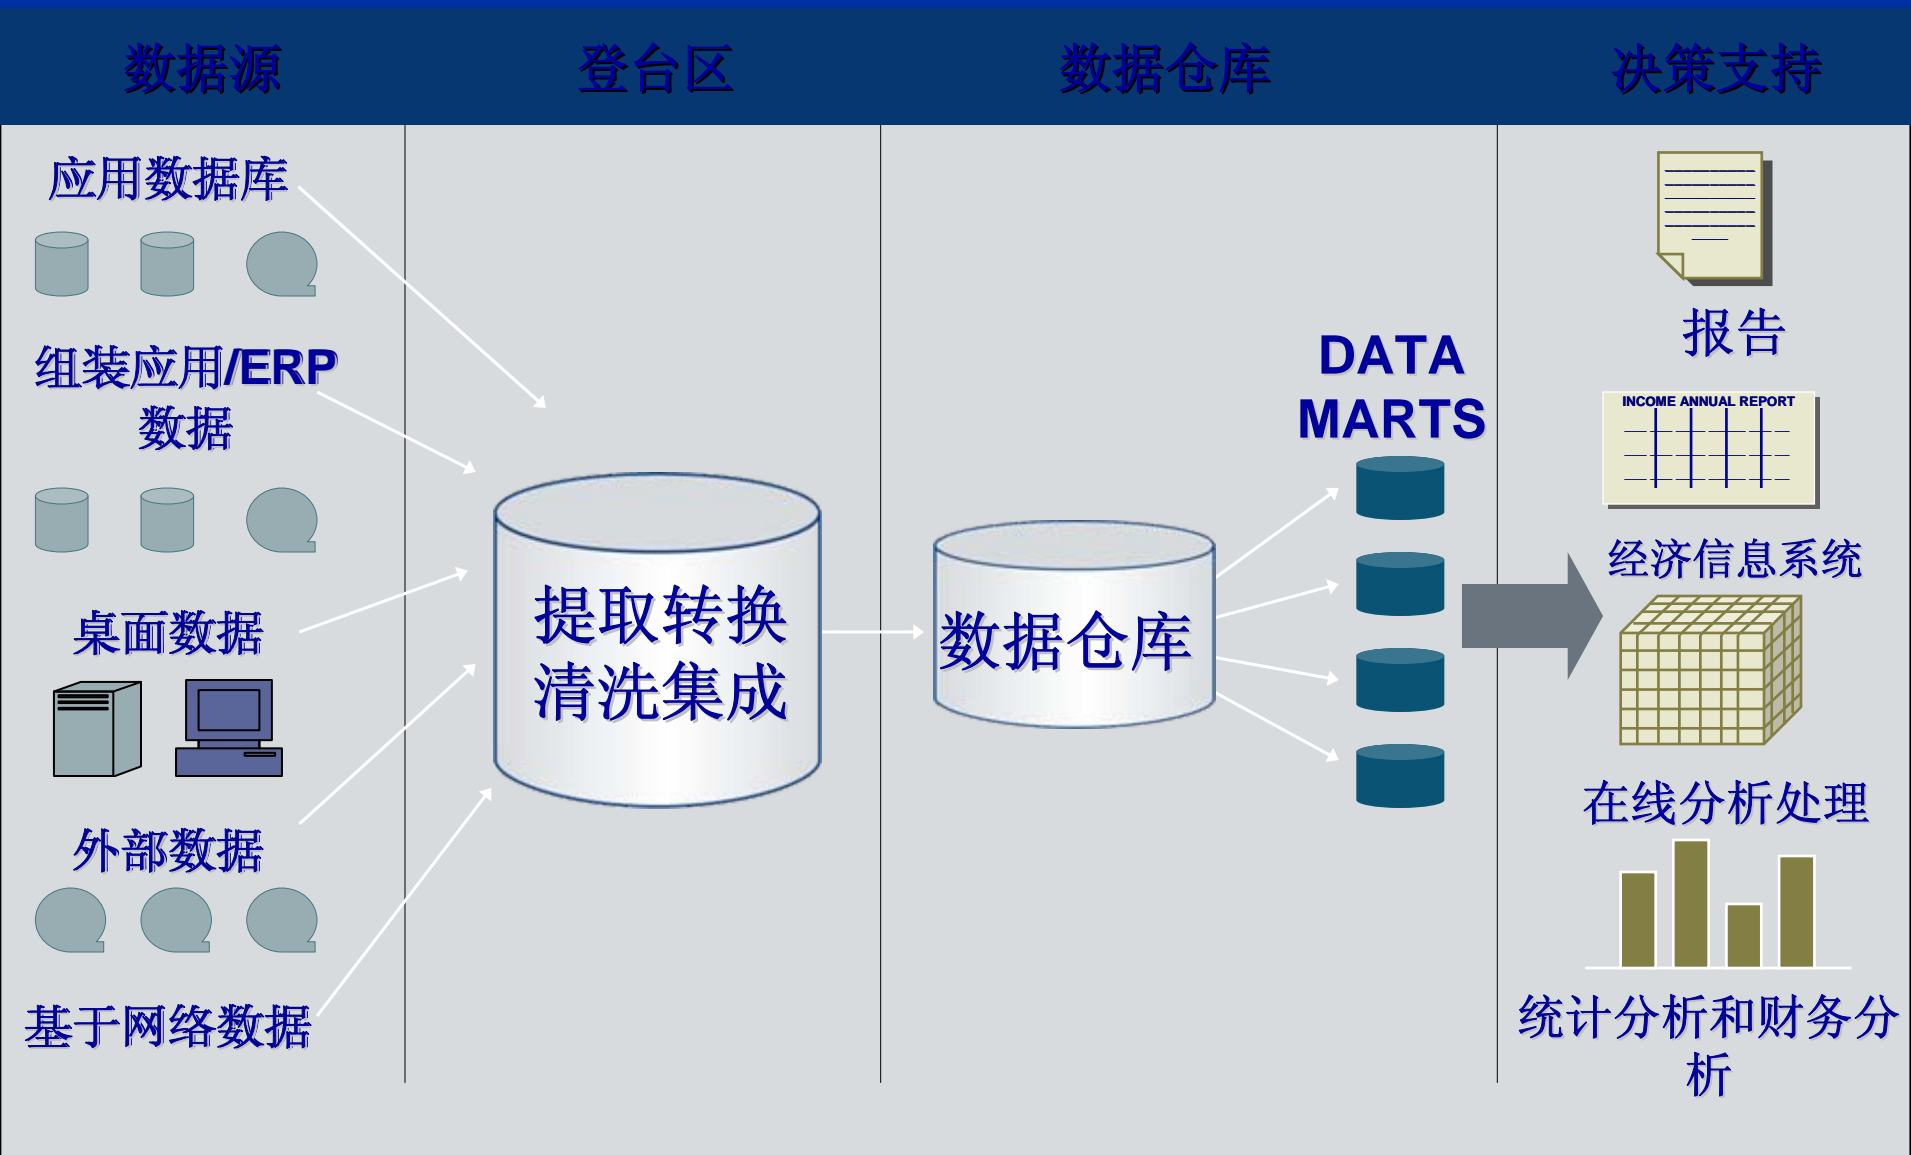 数据源
登台区
数据仓库
决策支持
应用数据库
组装应用/ERP
数据
桌面数据
外部数据
基于网络数据
提取转换
清洗集成
数据仓库
DATA
MARTS
报告
INCOME ANNUAL REPORT
经济信息系统
在线分析处理
统计分析和财务分
析